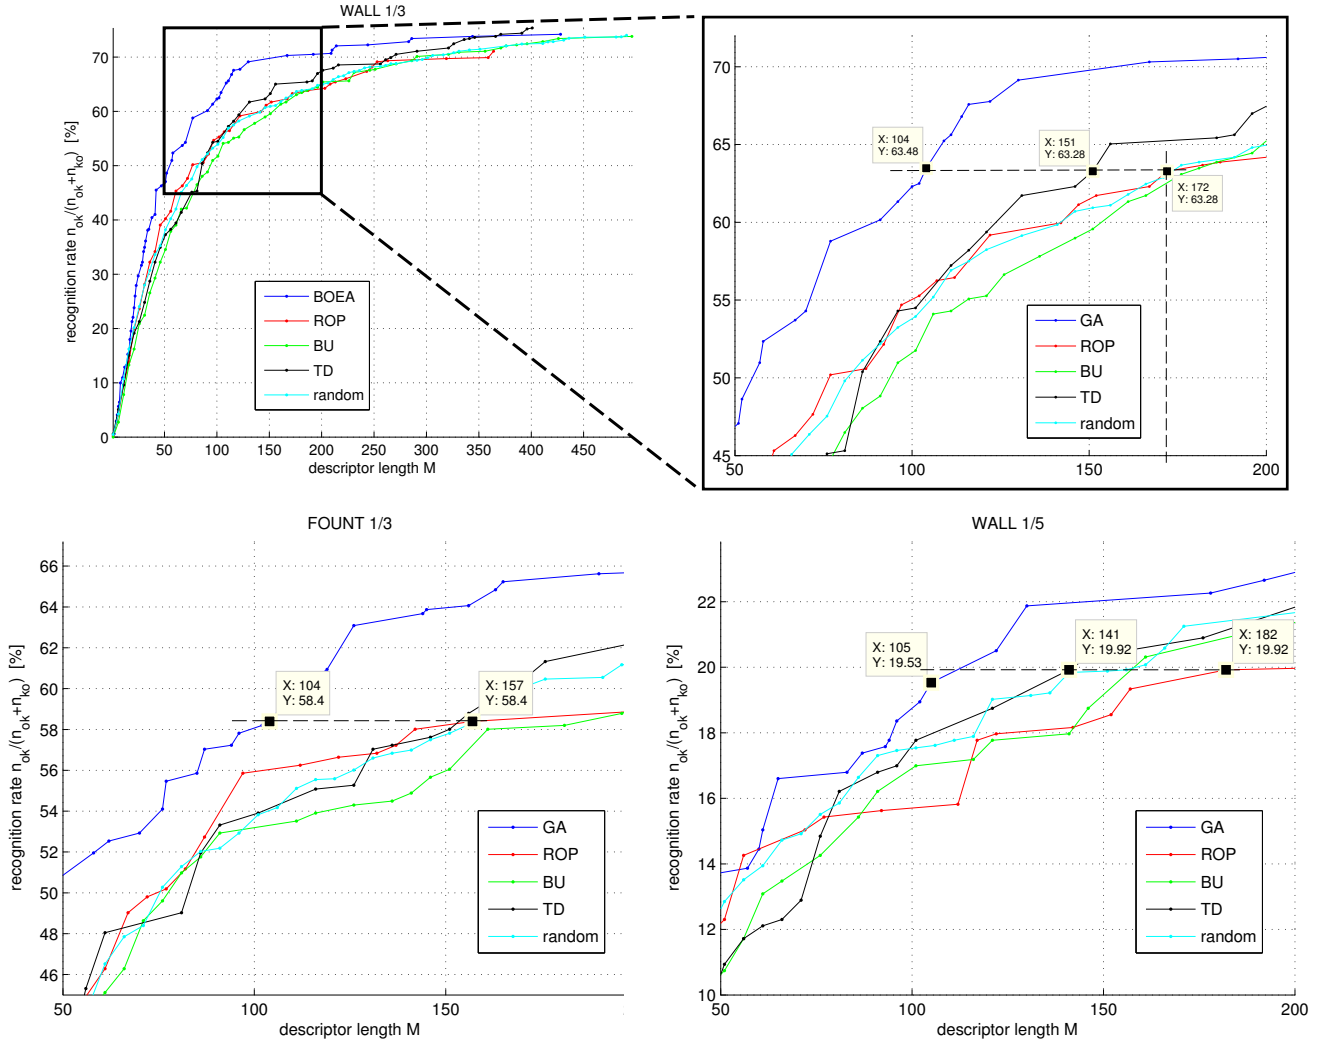 WALL 1/3
recognition rate n_ok/(n_ok+n_ko) [%]
70
60
50
40
30
20
10
0
50 100 150 200 250 300 350 400 450
descriptor length M
BOEA
ROP
BU
TD
random
70
65
60
55
50
45
50 100 150 200
X: 104
Y: 63.48
X: 151
Y: 63.28
X: 172
Y: 63.28
GA
ROP
BU
TD
random
FOUNT 1/3
recognition rate n_ok/(n_ok+n_ko) [%]
66
64
62
60
58
56
54
52
50
48
46
50 100 150
descriptor length M
X: 104
Y: 58.4
X: 157
Y: 58.4
GA
ROP
BU
TD
random
WALL 1/5
recognition rate n_ok/(n_ok+n_ko) [%]
22
20
18
16
14
12
10
50 100 150 200
descriptor length M
X: 105
Y: 19.53
X: 141
Y: 19.92
X: 182
Y: 19.92
GA
ROP
BU
TD
random